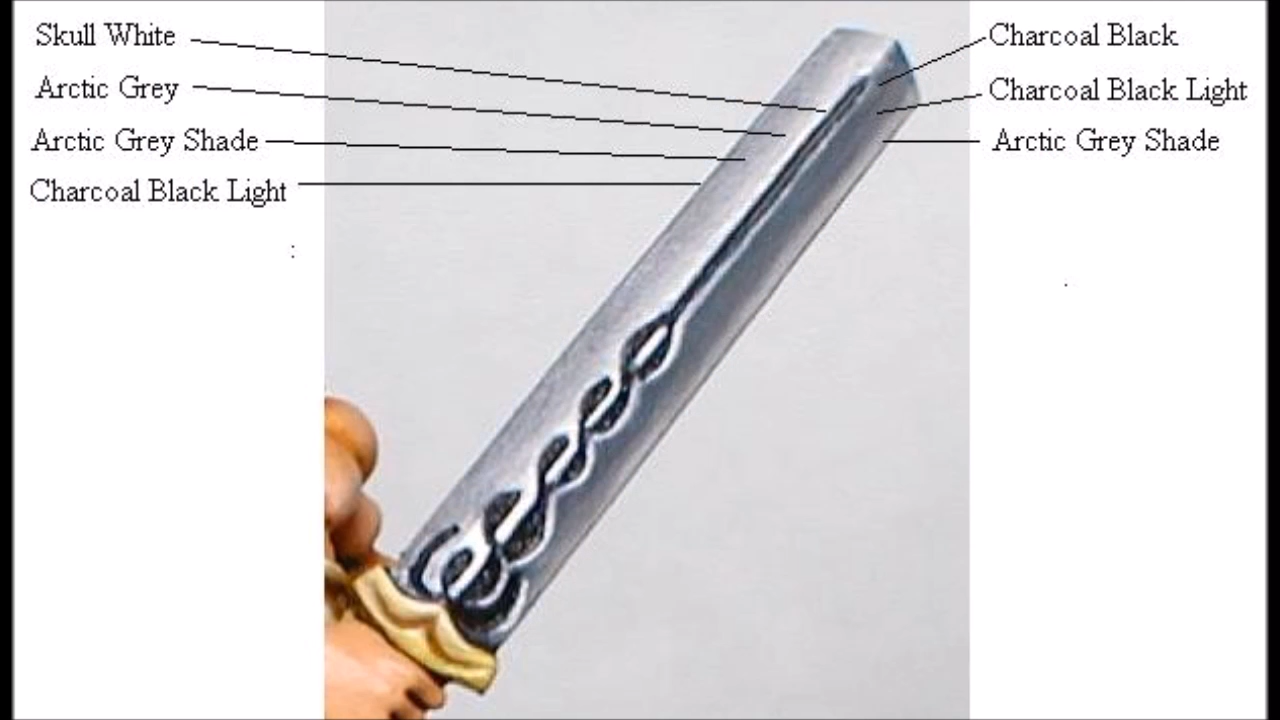 Skull White
Arctic Grey
Arctic Grey Shade
Charcoal Black Light
Charcoal Black
Charcoal Black Light
Arctic Grey Shade